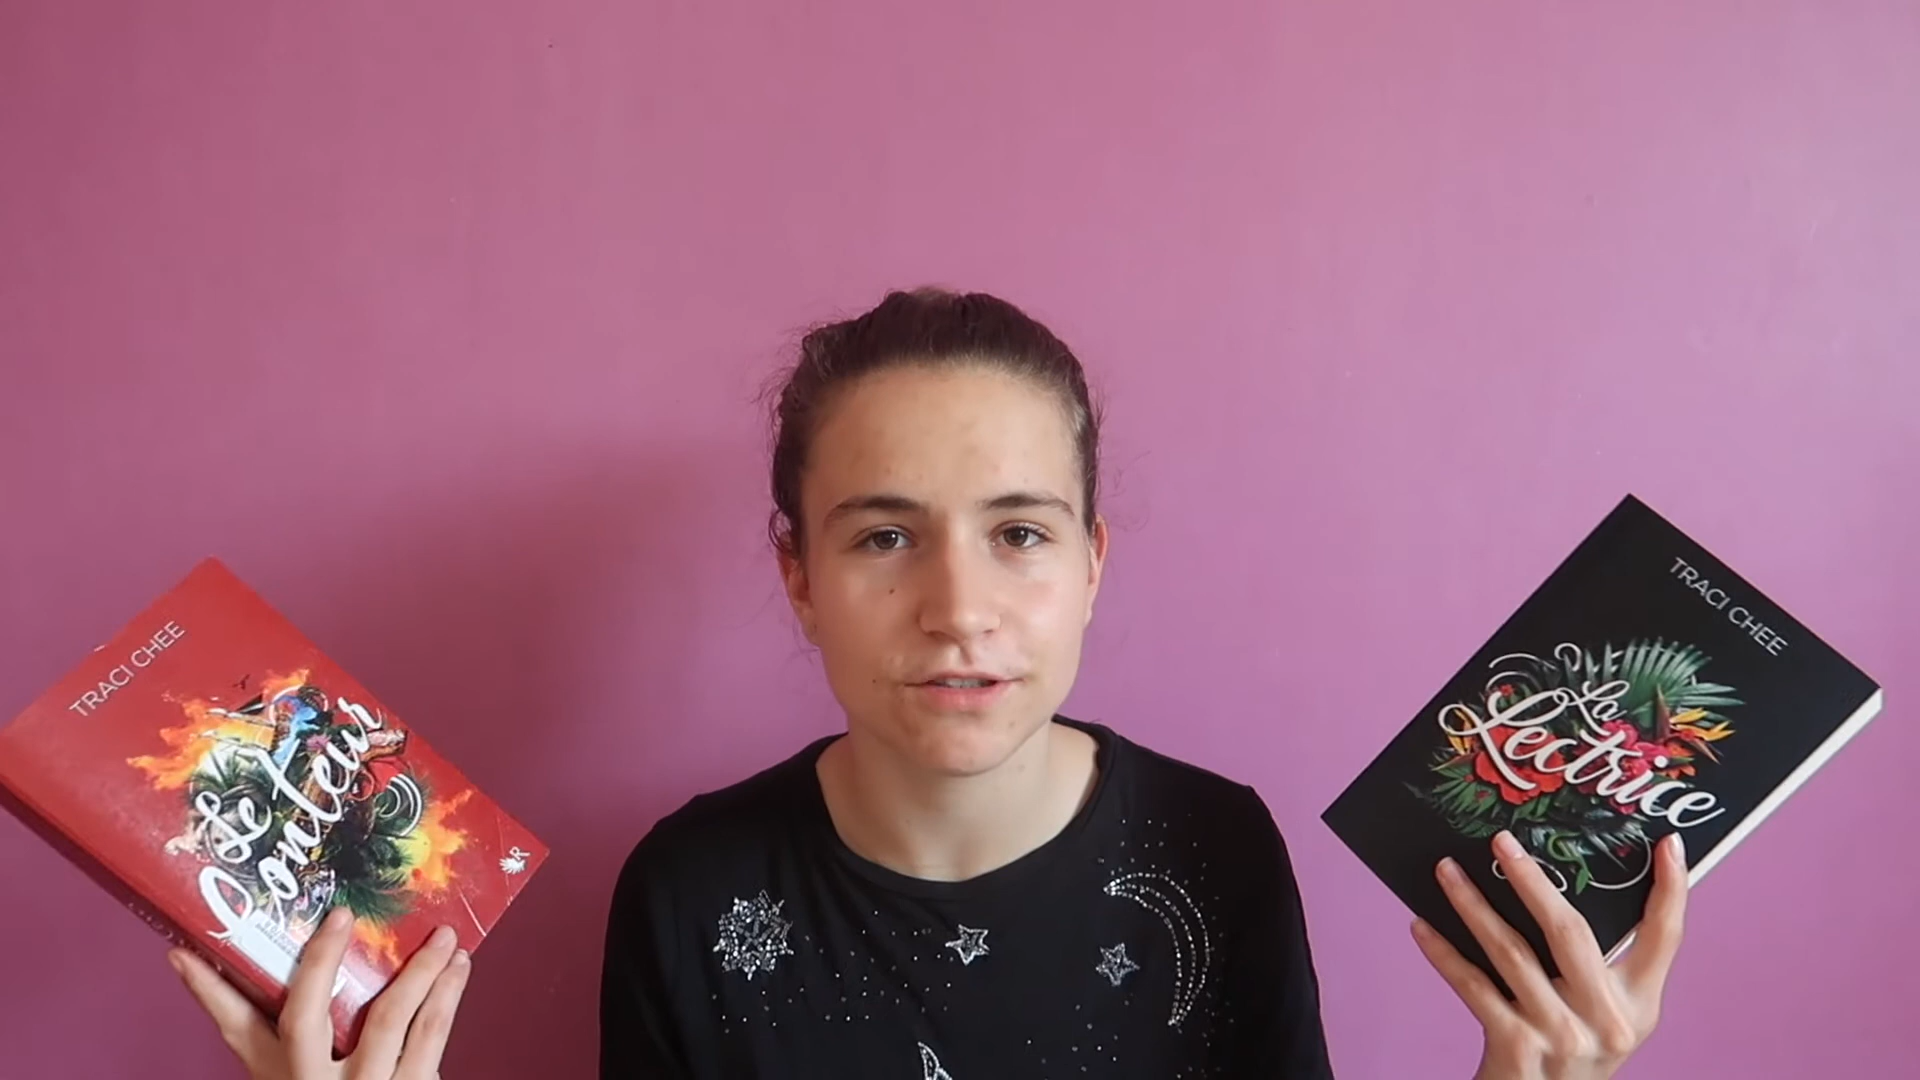 TRACI CHEE
Le
Conteur
R
TRACI CHEE
La
Lectrice